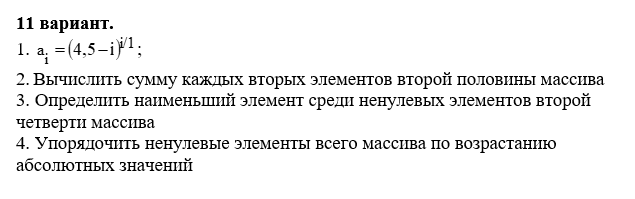 11 вариант.
1. aᵢ =(4,5−i)^i/1 ;
2. Вычислить сумму каждых вторых элементов второй половины массива
3. Определить наименьший элемент среди ненулевых элементов второй
четверти массива
4. Упорядочить ненулевые элементы всего массива по возрастанию
абсолютных значений